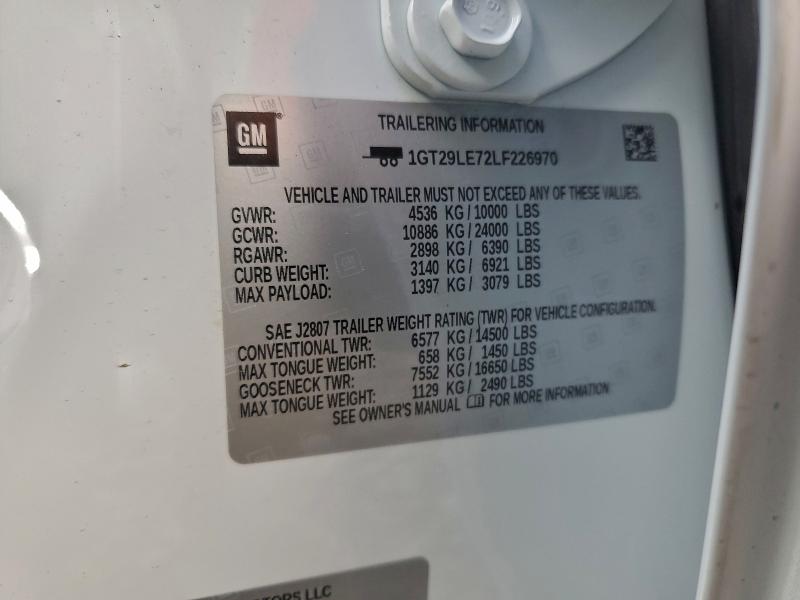 GM
TRAILERING INFORMATION
1GT29LE72LF226970
VEHICLE AND TRAILER MUST NOT EXCEED ANY OF THESE VALUES.
GVWR: 4536 KG / 10000 LBS
GCWR: 10886 KG / 24000 LBS
RGAWR: 2898 KG / 6390 LBS
CURB WEIGHT: 3140 KG / 6921 LBS
MAX PAYLOAD: 1397 KG / 3079 LBS
SAE J2807 TRAILER WEIGHT RATING (TWR) FOR VEHICLE CONFIGURATION.
CONVENTIONAL TWR: 6577 KG / 14500 LBS
MAX TONGUE WEIGHT: 658 KG / 1450 LBS
GOOSENECK TWR: 7552 KG / 16650 LBS
MAX TONGUE WEIGHT: 1129 KG / 2490 LBS
SEE OWNER'S MANUAL FOR MORE INFORMATION
LLC